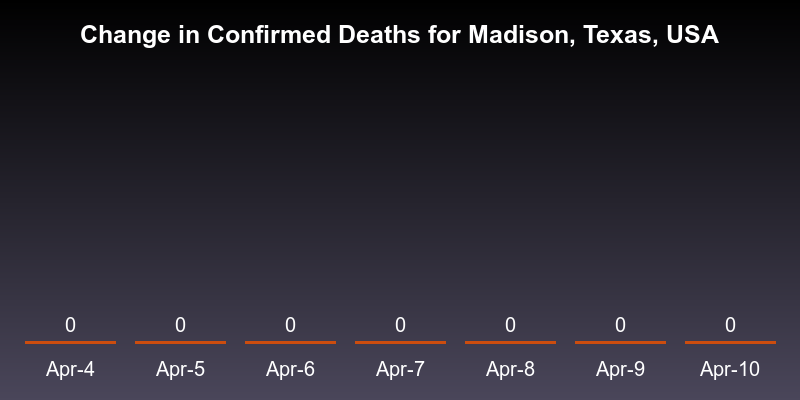 Change in Confirmed Deaths for Madison, Texas, USA
0 0 0 0 0 0 0
Apr-4 Apr-5 Apr-6 Apr-7 Apr-8 Apr-9 Apr-10